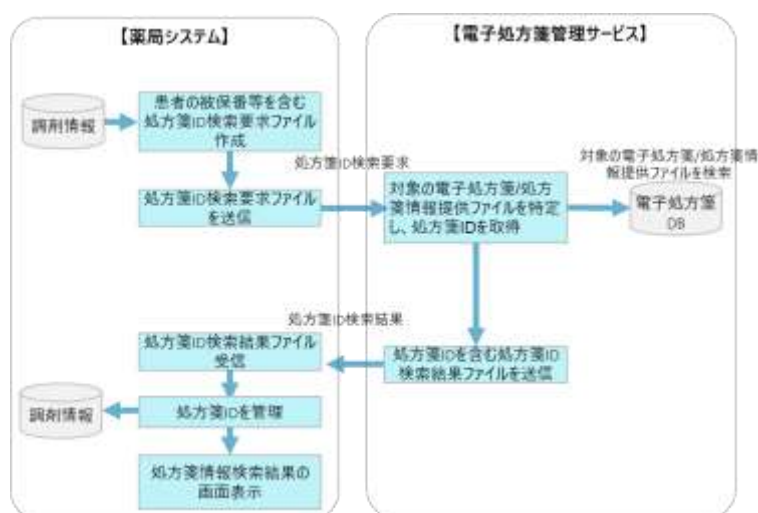 【薬局システム】
【電子処方箋管理サービス】
調剤情報
患者の被保番等を含む
処方箋ID検索要求ファイル
作成
処方箋ID検索要求
処方箋ID検索要求ファイル
を送信
対象の電子処方箋/処方
箋情報提供ファイルを特定
し、処方箋IDを取得
対象の電子処方箋/処方箋情
報提供ファイルを検索
電子処方箋
DB
処方箋ID検索結果
処方箋ID検索結果ファイル
受信
処方箋IDを含む処方箋ID
検索結果ファイルを送信
調剤情報
処方箋IDを管理
処方箋情報検索結果の
画面表示